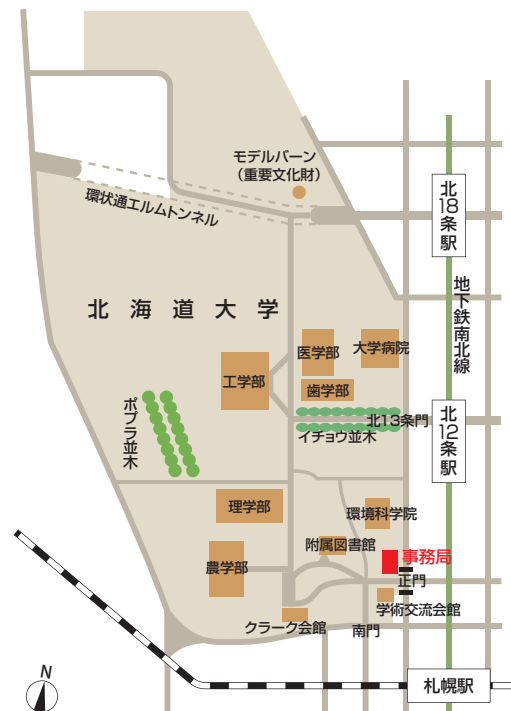 モデルバーン
（重要文化財）
環状通エルムトンネル
北18条駅
地下鉄南北線
北海道大学
医学部
大学病院
工学部
歯学部
ポプラ並木
北13条門
イチョウ並木
北12条駅
理学部
環境科学院
附属図書館
事務局
農学部
正門
学術交流会館
クラーク会館
南門
N
札幌駅